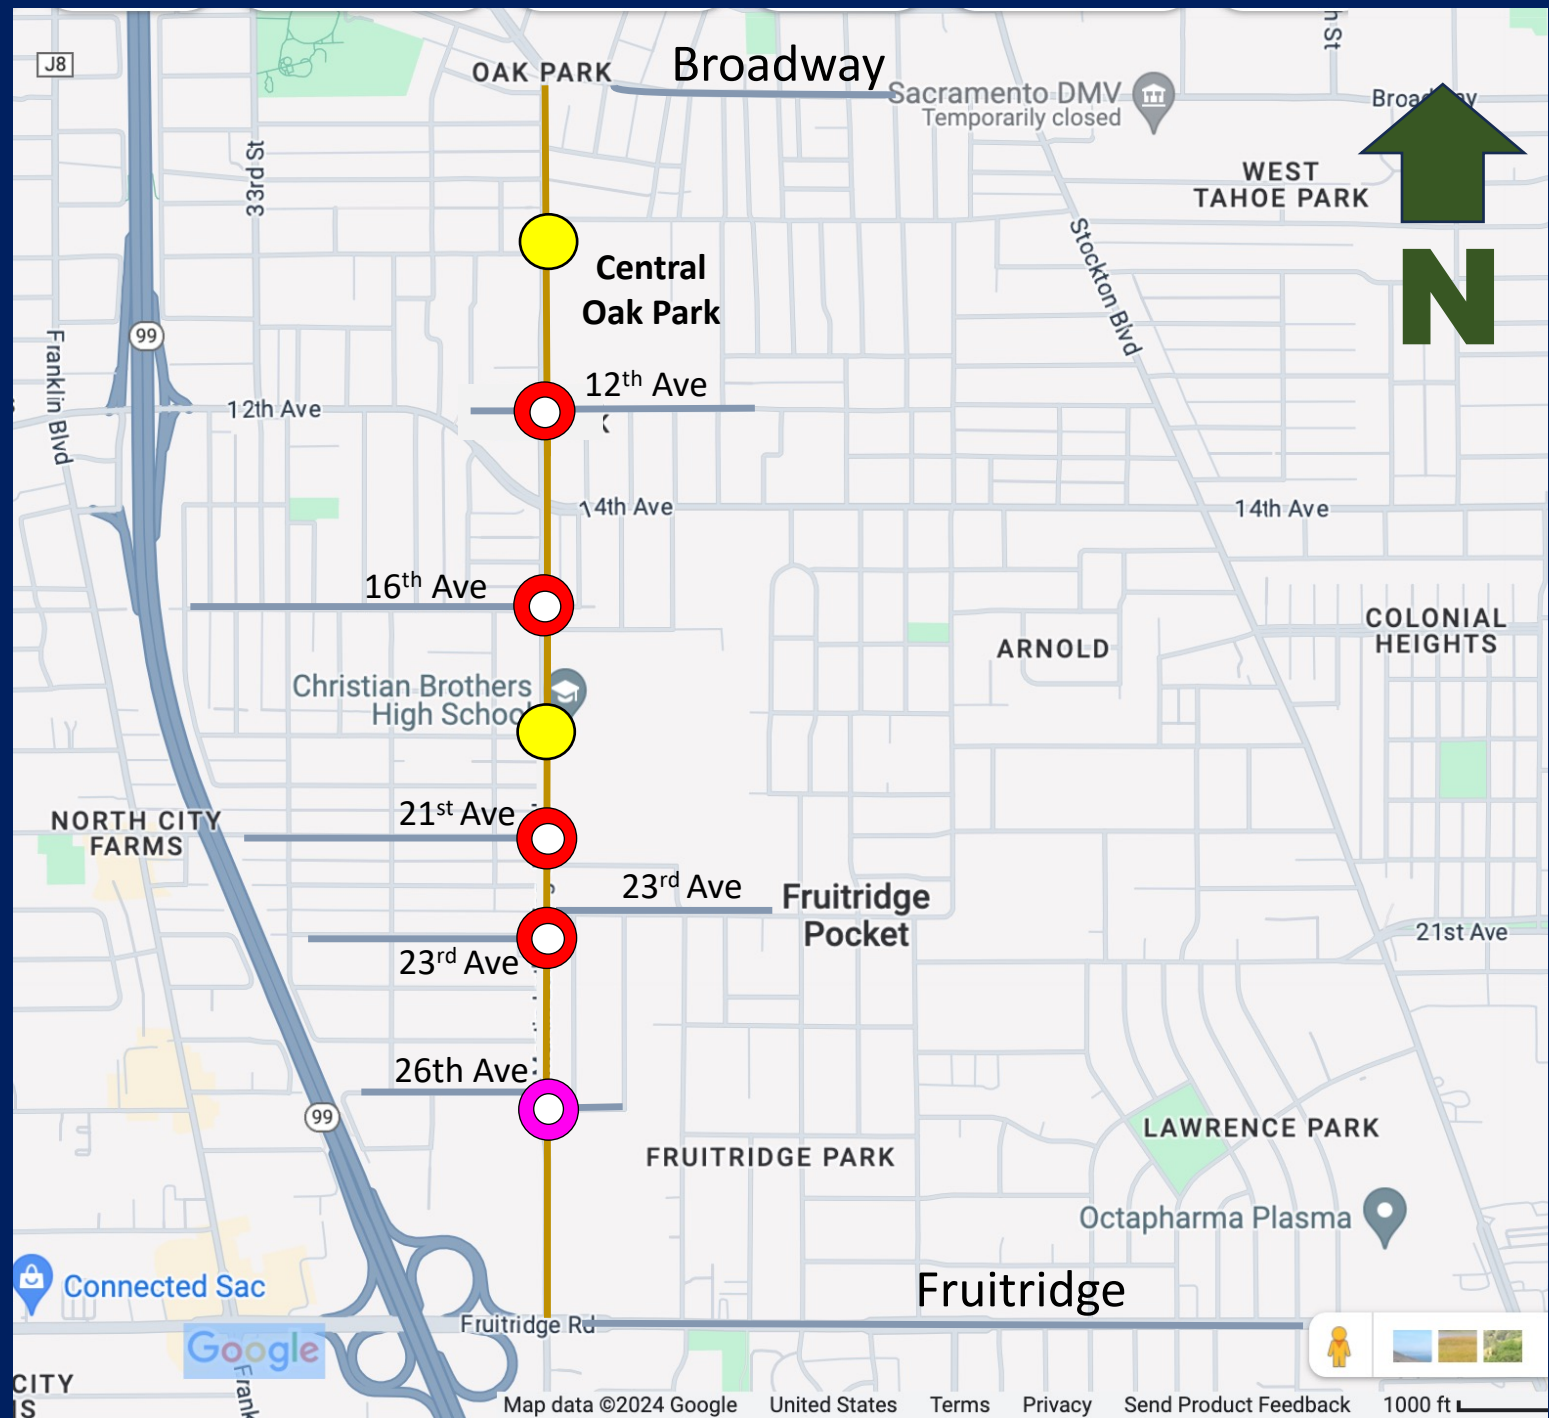 J8
OAK PARK
Broadway
Sacramento DMV
Temporarily closed
Broadway
WEST
TAHOE PARK
33rd St
Stockton Blvd
N
Central
Oak Park
99
Franklin Blvd
12th Ave
12th Ave
14th Ave
14th Ave
16th Ave
COLONIAL
HEIGHTS
ARNOLD
Christian Brothers
High School
NORTH CITY
FARMS
21st Ave
23rd Ave
Fruitridge
Pocket
21st Ave
23rd Ave
26th Ave
99
LAWRENCE PARK
FRUITRIDGE PARK
Octapharma Plasma
Connected Sac
Fruitridge
Fruitridge Rd
Google
CITY
Map data ©2024 Google
United States
Terms
Privacy
Send Product Feedback
1000 ft